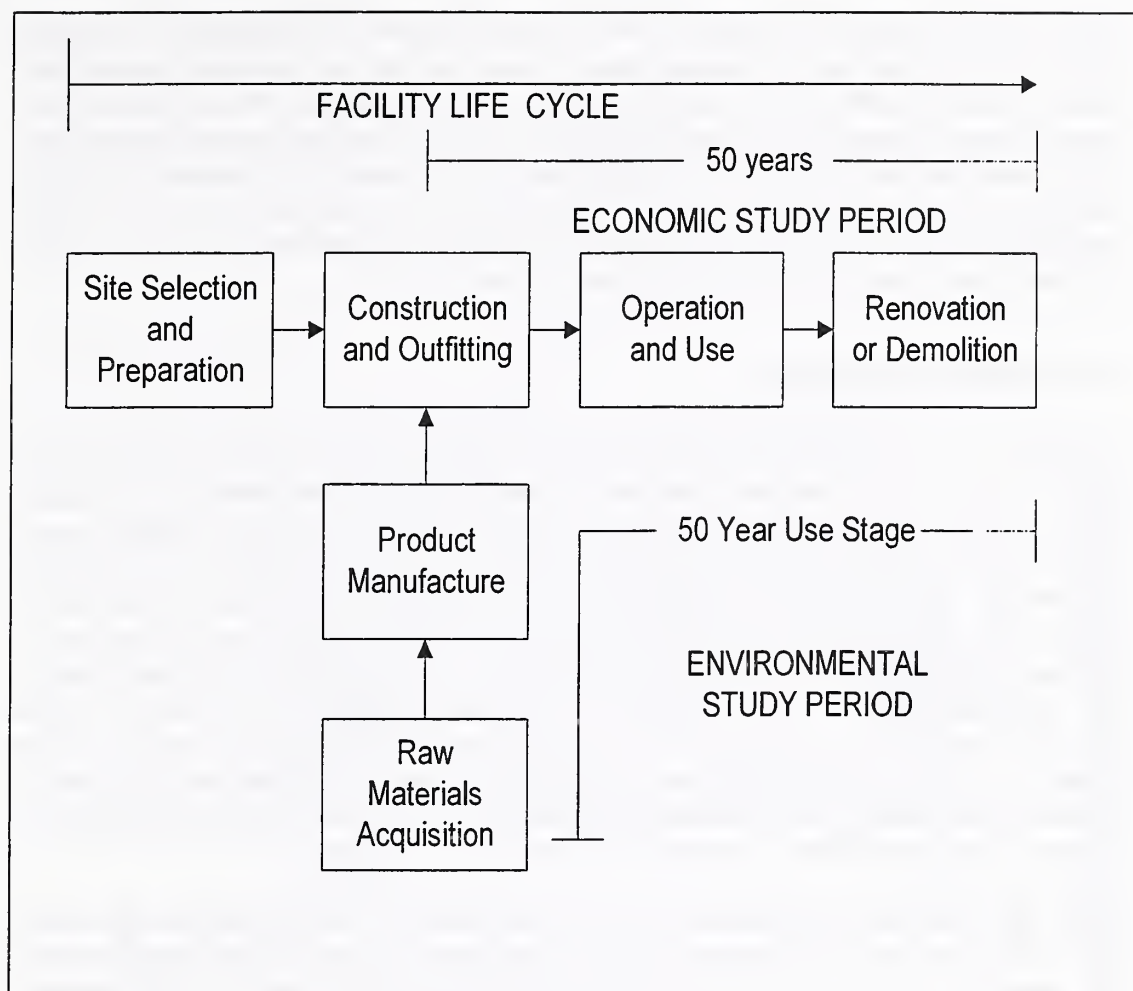 FACILITY LIFE CYCLE
50 years
ECONOMIC STUDY PERIOD
Site Selection
and
Preparation
Construction
and Outfitting
Operation
and Use
Renovation
or Demolition
Product
Manufacture
50 Year Use Stage
ENVIRONMENTAL
STUDY PERIOD
Raw
Materials
Acquisition